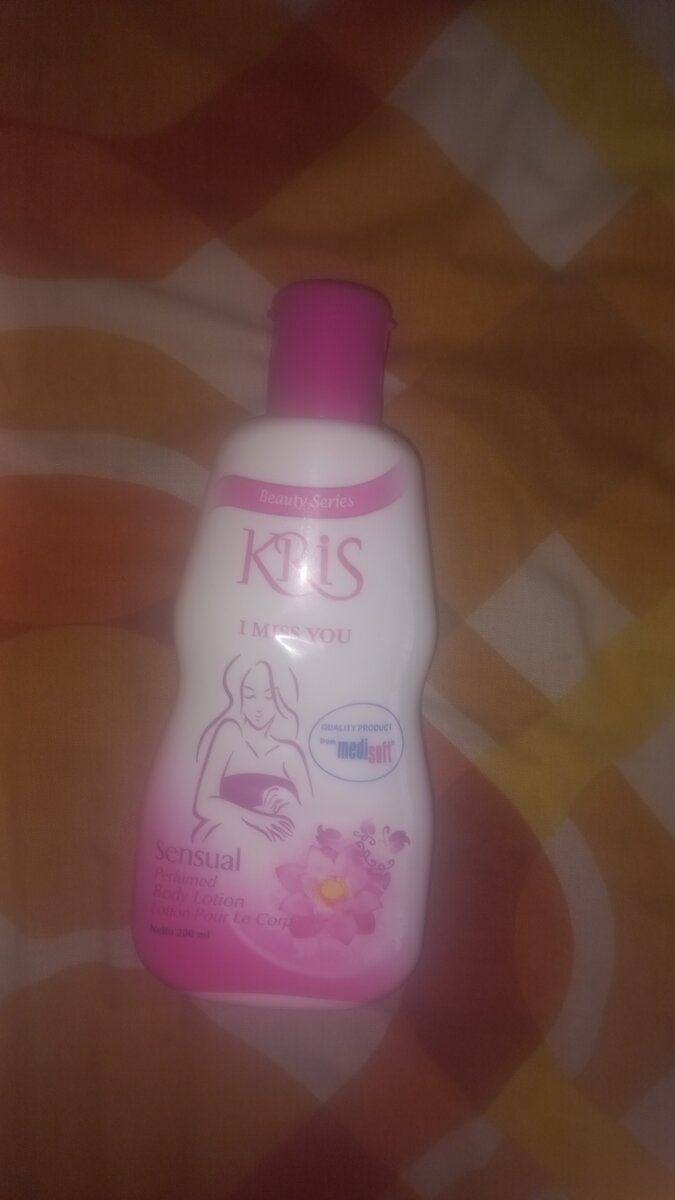 Beauty Series
KRiS
I MISS YOU
QUALITY PRODUCT
from medisoft®
Sensual
Perfumed
Body Lotion
Lotion Pour Le Corps
Netto 200 ml